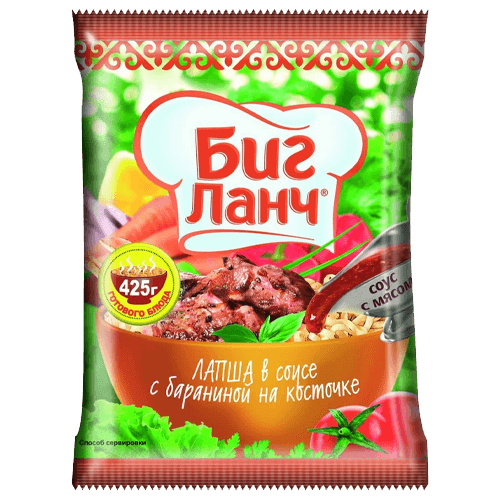 Биг
Ланч®
425г
ГОТОВОГО БЛЮДА
СОУС
С МЯСОМ
ЛАПША в соусе
с бараниной на косточке
Способ сервировки